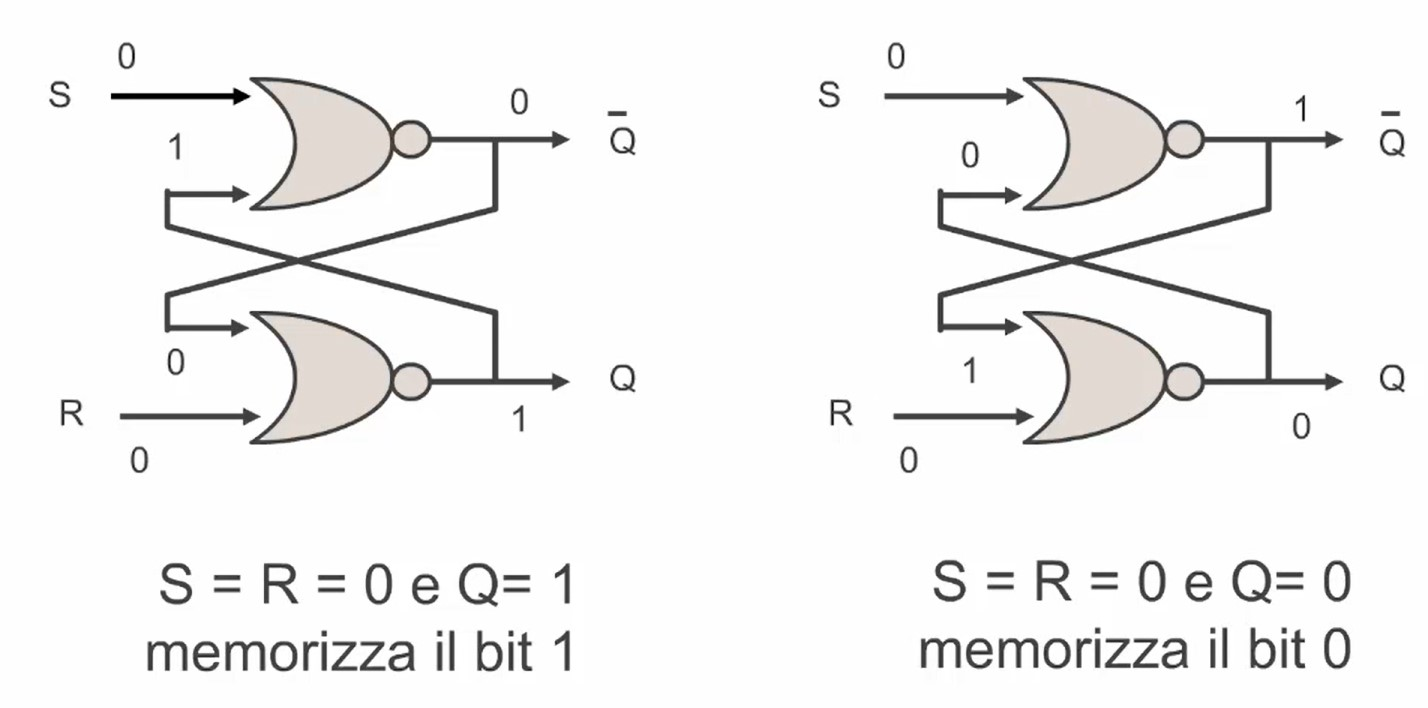 0
S
1
0
Q̅
0
R
0
1
Q
S = R = 0 e Q= 1
memorizza il bit 1
0
S
0
1
Q̅
1
R
0
0
Q
S = R = 0 e Q= 0
memorizza il bit 0